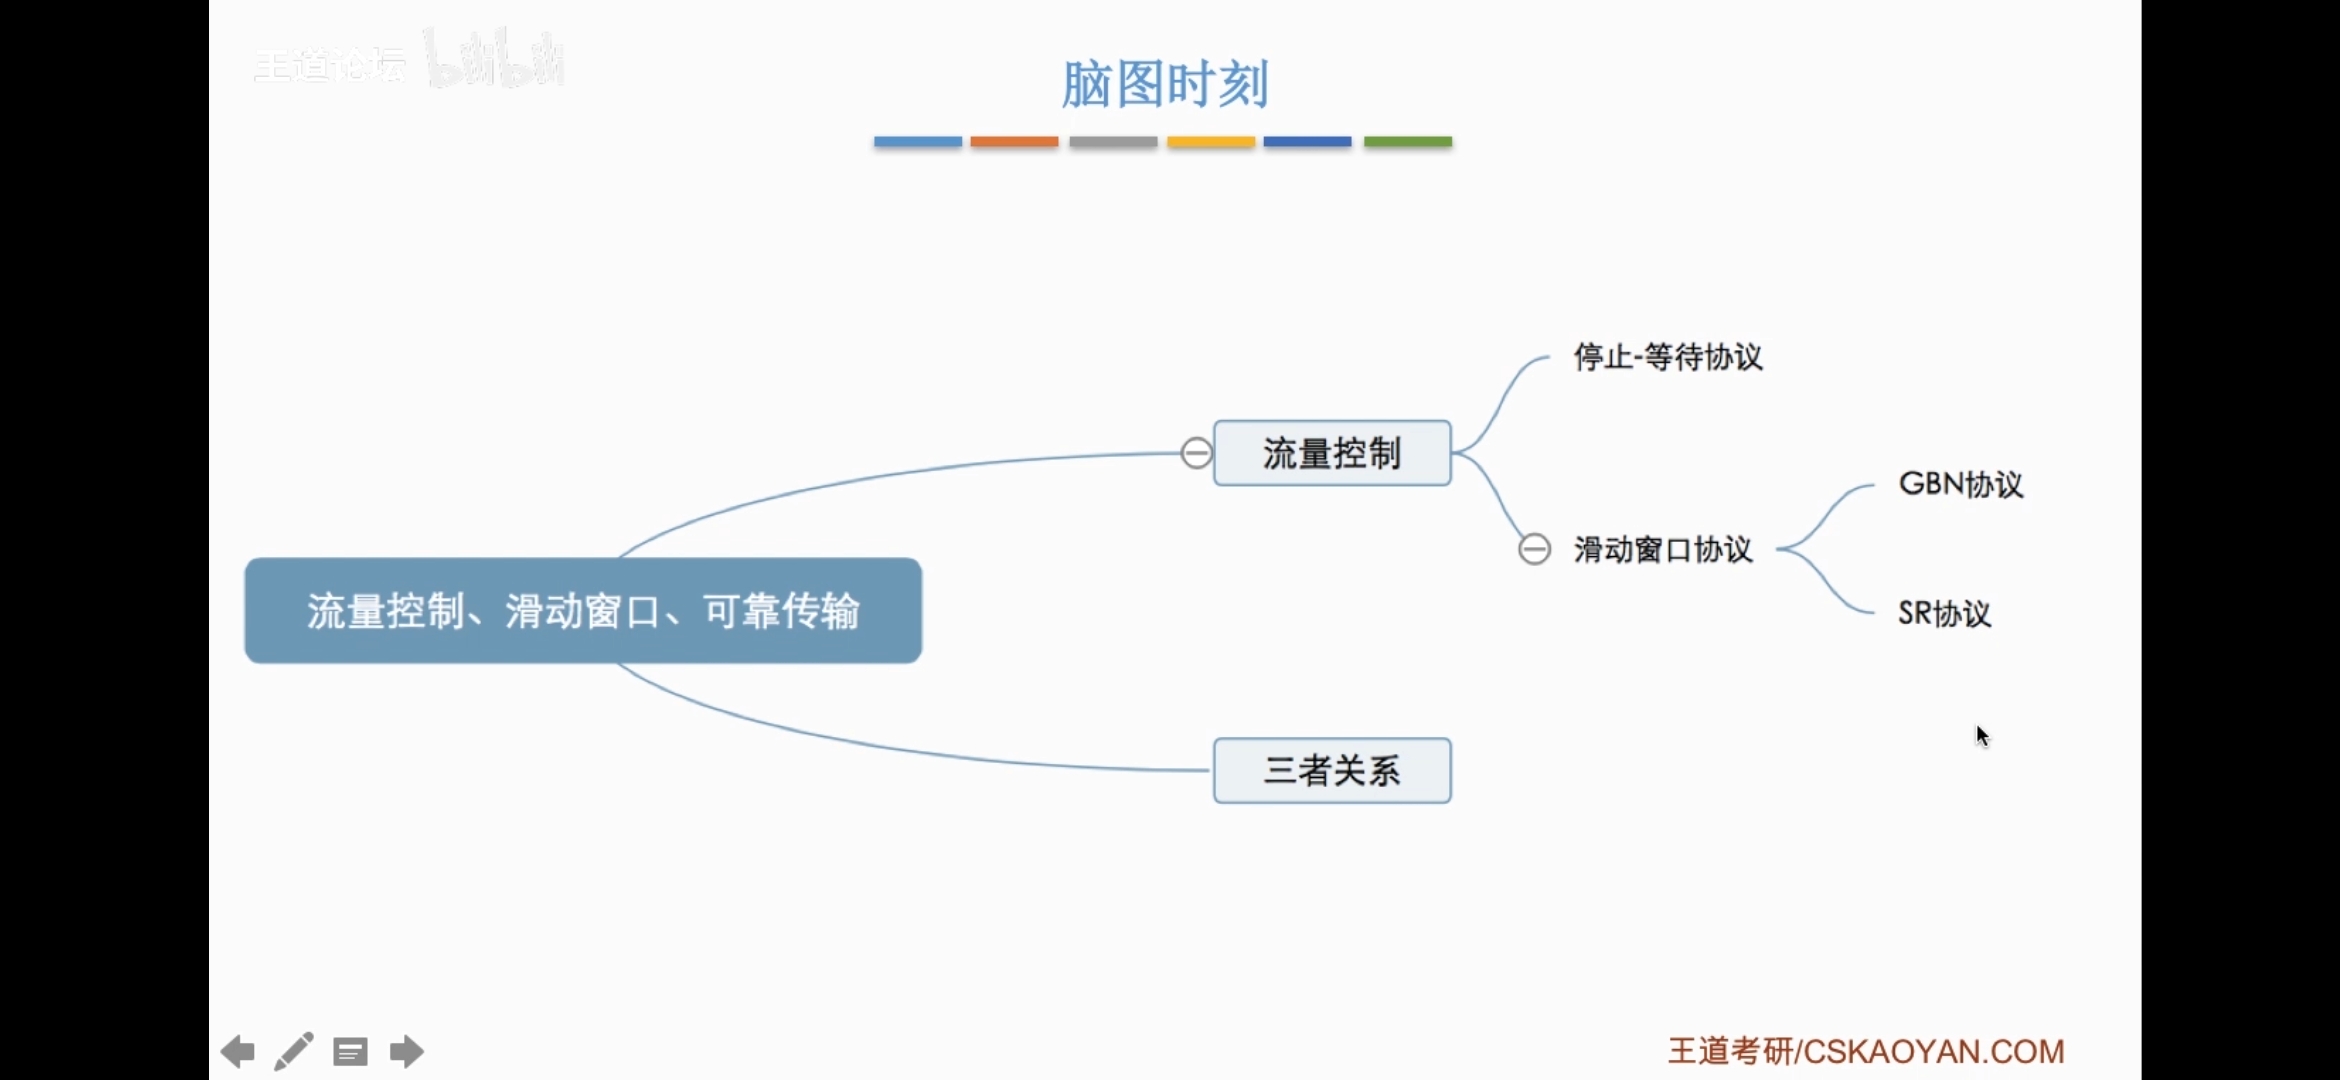 王道论坛 bilibili
脑图时刻
停止-等待协议
流量控制
GBN协议
滑动窗口协议
流量控制、滑动窗口、可靠传输
SR协议
三者关系
王道考研/CSKAOYAN.COM